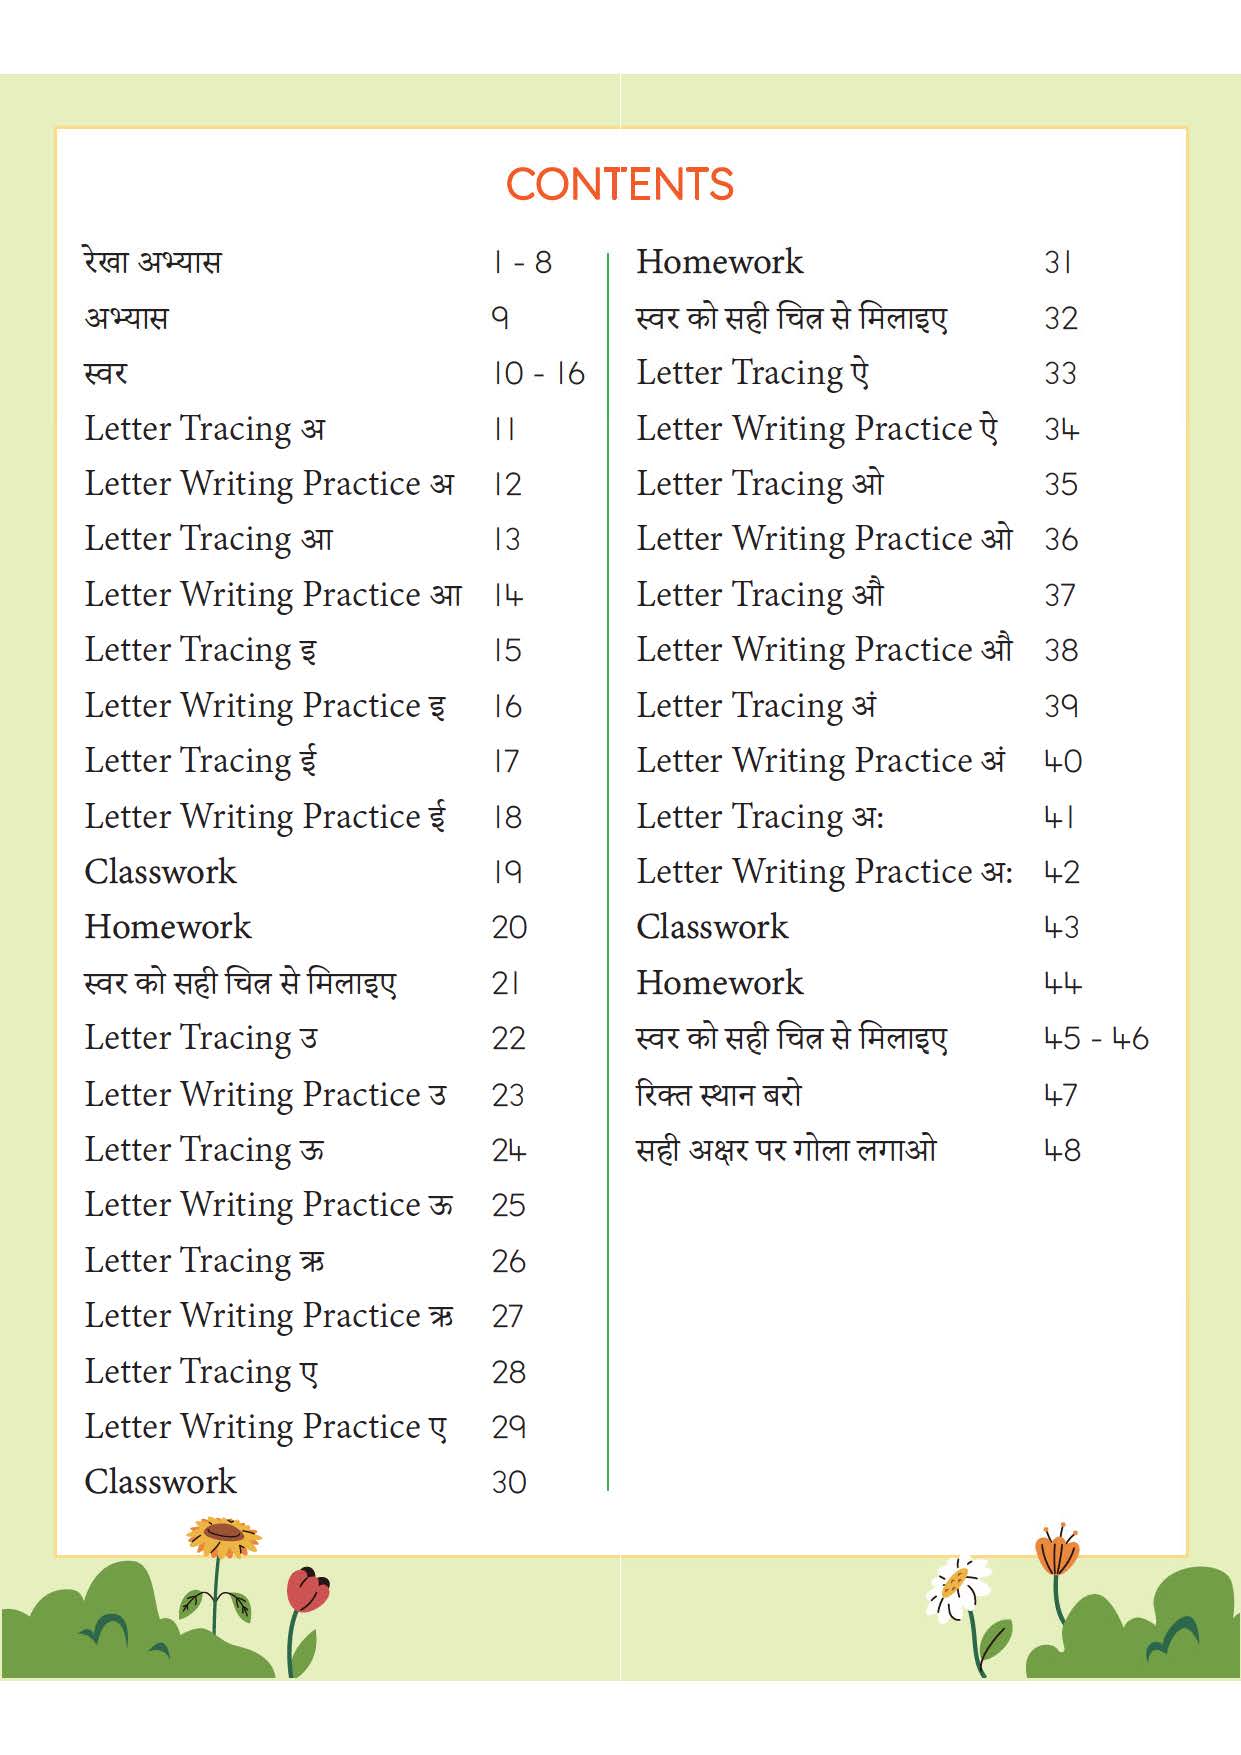 CONTENTS
रेखा अभ्यास 1 - 8
अभ्यास 9
स्वर 10 - 16
Letter Tracing अ 11
Letter Writing Practice अ 12
Letter Tracing आ 13
Letter Writing Practice आ 14
Letter Tracing इ 15
Letter Writing Practice इ 16
Letter Tracing ई 17
Letter Writing Practice ई 18
Classwork 19
Homework 20
स्वर को सही चित्र से मिलाइए 21
Letter Tracing उ 22
Letter Writing Practice उ 23
Letter Tracing ऊ 24
Letter Writing Practice ऊ 25
Letter Tracing ऋ 26
Letter Writing Practice ऋ 27
Letter Tracing ए 28
Letter Writing Practice ए 29
Classwork 30
Homework 31
स्वर को सही चित्र से मिलाइए 32
Letter Tracing ऐ 33
Letter Writing Practice ऐ 34
Letter Tracing ओ 35
Letter Writing Practice ओ 36
Letter Tracing औ 37
Letter Writing Practice औ 38
Letter Tracing अं 39
Letter Writing Practice अं 40
Letter Tracing अ: 41
Letter Writing Practice अ: 42
Classwork 43
Homework 44
स्वर को सही चित्र से मिलाइए 45 - 46
रिक्त स्थान बरो 47
सही अक्षर पर गोला लगाओ 48